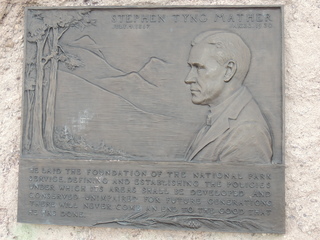 STEPHEN TYNG MATHER
HE LAID THE FOUNDATION OF THE NATIONAL PARK
SERVICE, DEFINING AND ESTABLISHING THE POLICIES
UNDER WHICH ITS AREAS SHALL BE DEVELOPED AND
CONSERVED UNIMPAIRED FOR FUTURE GENERATIONS.
THERE WILL NEVER COME AN END TO THE GOOD THAT
HE HAS DONE.